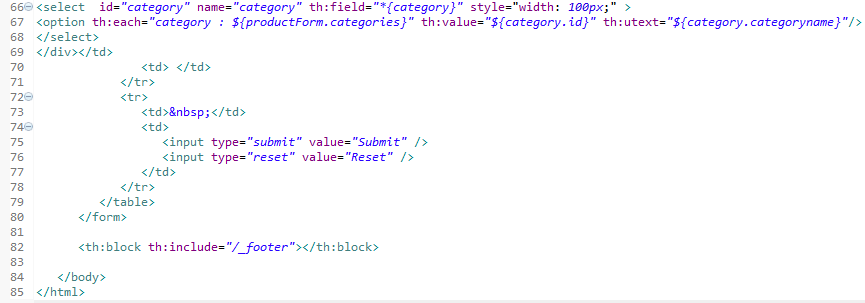 66 <select  id="category" name="category" th:field="*{category}" style="width: 100px;" >
67 <option th:each="category : ${productForm.categories}" th:value="${category.id}" th:utext="${category.categoryname}"/>
68 </select>
69 </div></td>
70                <td> </td>
71             </tr>
72             <tr>
73                <td>&nbsp;</td>
74                <td>
75                   <input type="submit" value="Submit" />
76                   <input type="reset" value="Reset" />
77                </td>
78             </tr>
79          </table>
80       </form>
81
82       <th:block th:include="/_footer"></th:block>
83
84    </body>
85 </html>